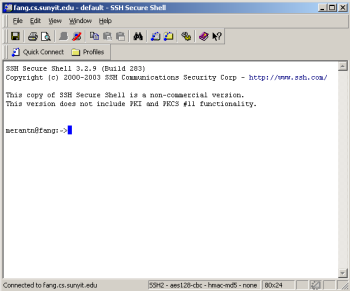 fang.cs.sunyit.edu - default - SSH Secure Shell
File Edit View Window Help
Quick Connect Profiles
SSH Secure Shell 3.2.9 (Build 283)
Copyright (c) 2000-2003 SSH Communications Security Corp - http://www.ssh.com/
This copy of SSH Secure Shell is a non-commercial version.
This version does not include PKI and PKCS #11 functionality.
merantn@fang:~>
Connected to fang.cs.sunyit.edu SSH2 - aes128-cbc - hmac-md5 - none 80x24